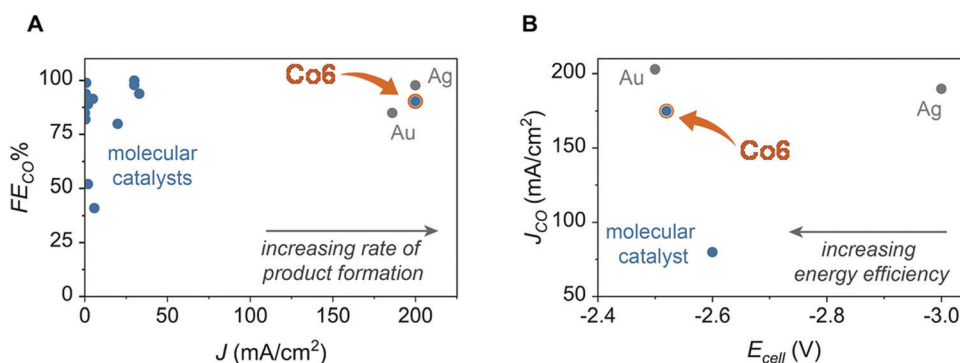 A
FE_CO%
100
75
50
25
0
Co6
Ag
Au
molecular
catalysts
increasing rate of
product formation
0
50
100
150
200
J (mA/cm²)
B
J_CO (mA/cm²)
200
150
100
50
Au
Ag
Co6
molecular
catalyst
increasing
energy efficiency
-2.4
-2.6
-2.8
-3.0
E_cell (V)